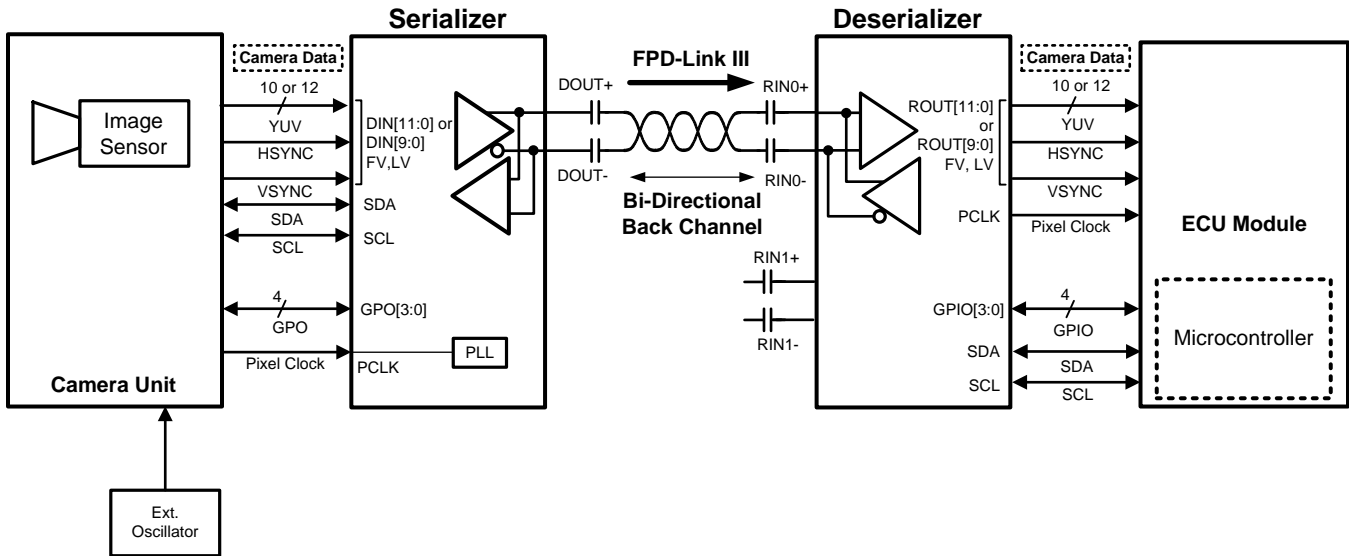 Serializer
Deserializer
Camera Data
FPD-Link III
Camera Data
10 or 12
YUV
HSYNC
VSYNC
SDA
SCL
4
GPO
Pixel Clock
Image
Sensor
Camera Unit
Ext.
Oscillator
DIN[11:0] or
DIN[9:0]
FV,LV
SDA
SCL
GPO[3:0]
PCLK
PLL
DOUT+
DOUT-
RIN0+
RIN0-
Bi-Directional
Back Channel
RIN1+
RIN1-
ROUT[11:0]
or
ROUT[9:0]
FV, LV
PCLK
GPIO[3:0]
SDA
SCL
10 or 12
YUV
HSYNC
VSYNC
Pixel Clock
4
GPIO
SDA
SCL
ECU Module
Microcontroller